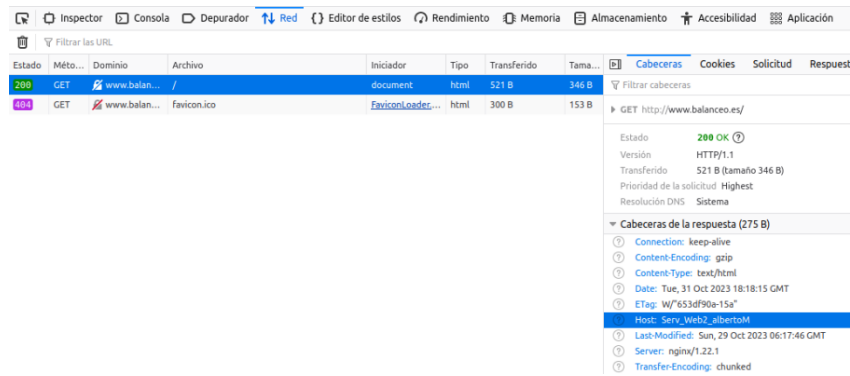 Inspector Consola Depurador Red Editor de estilos Rendimiento Memoria Almacenamiento Accesibilidad Aplicación
Filtrar las URL
Estado Méto... Dominio Archivo Iniciador Tipo Transferido Tama...
200 GET www.balan... / document html 521 B 346 B
404 GET www.balan... favicon.ico FaviconLoader.... html 300 B 153 B
Cabeceras Cookies Solicitud Respuest
Filtrar cabeceras
GET http://www.balanceo.es/
Estado 200 OK ?
Versión HTTP/1.1
Transferido 521 B (tamaño 346 B)
Prioridad de la solicitud Highest
Resolución DNS Sistema
Cabeceras de la respuesta (275 B)
? Connection: keep-alive
? Content-Encoding: gzip
? Content-Type: text/html
? Date: Tue, 31 Oct 2023 18:18:15 GMT
? ETag: W/"653df90a-15a"
? Host: Serv_Web2_albertoM
? Last-Modified: Sun, 29 Oct 2023 06:17:46 GMT
? Server: nginx/1.22.1
? Transfer-Encoding: chunked